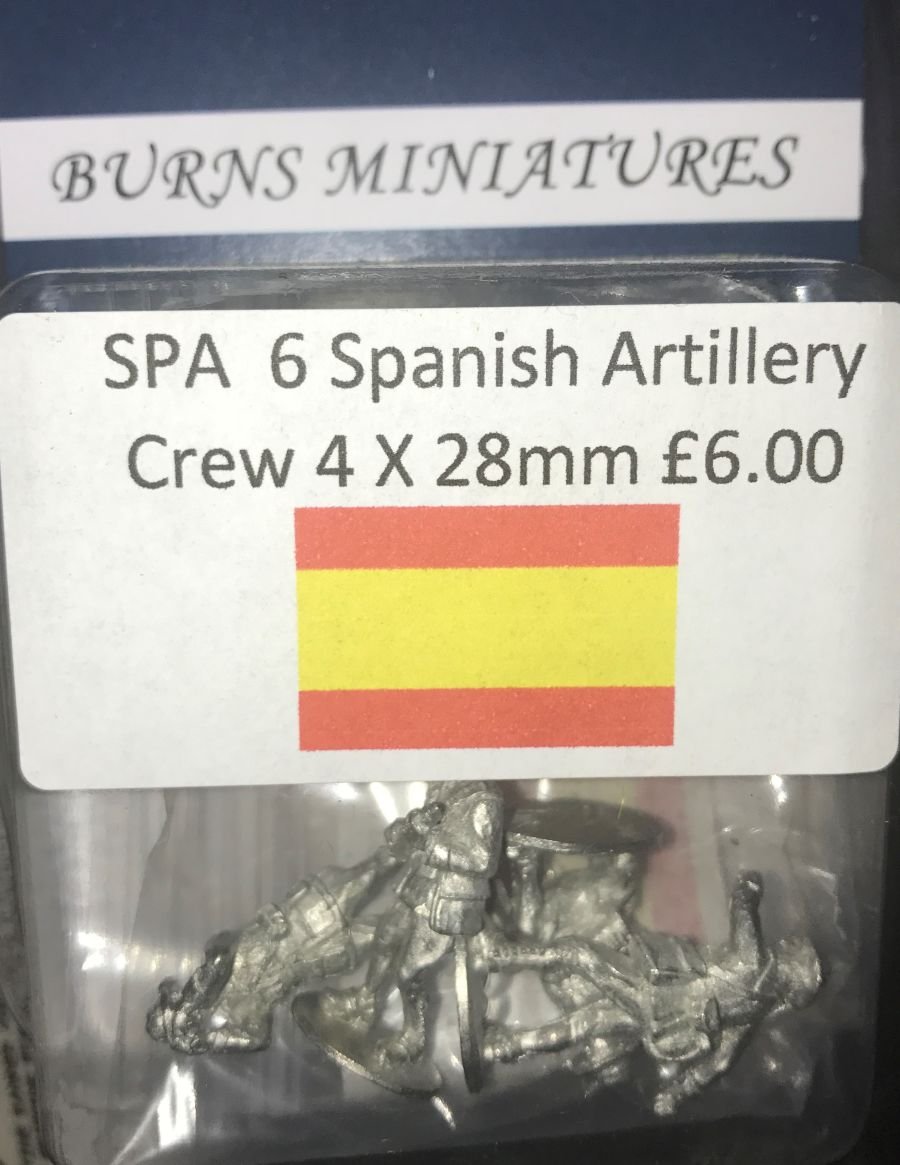 BURNS MINIATURES
SPA 6 Spanish Artillery
Crew 4 X 28mm £6.00